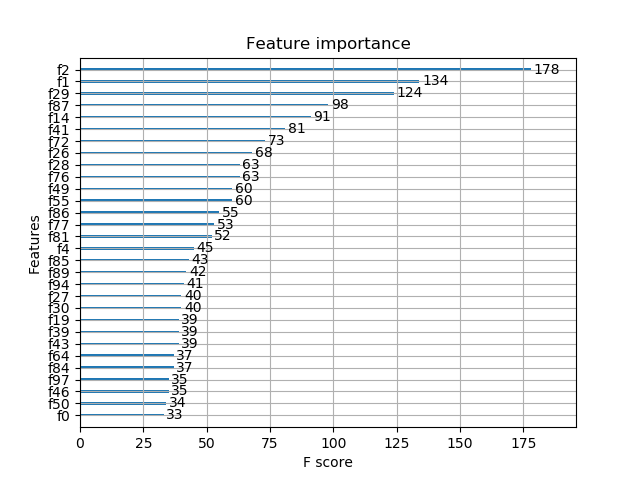 Feature importance
Features
f2 178
f1 134
f29 124
f87 98
f14 91
f41 81
f72 73
f26 68
f28 63
f76 63
f49 60
f55 60
f86 55
f77 53
f81 52
f4 45
f85 43
f89 42
f94 41
f27 40
f30 40
f19 39
f39 39
f43 39
f64 37
f84 37
f97 35
f46 35
f50 34
f0 33
0 25 50 75 100 125 150 175
F score